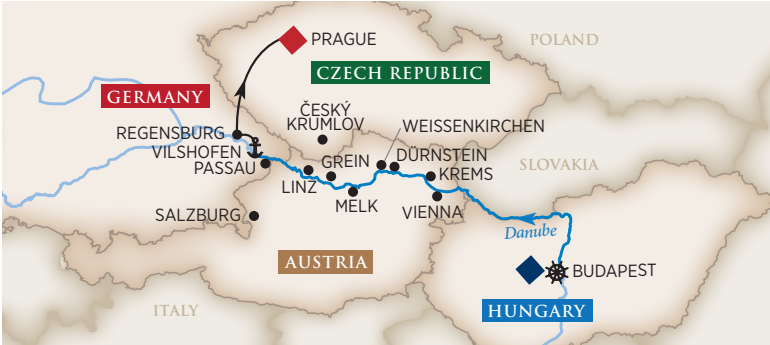 PRAGUE
POLAND
CZECH REPUBLIC
GERMANY
ČESKÝ
KRUMLOV
REGENSBURG
WEISSENKIRCHEN
VILSHOFEN
PASSAU
GREIN
DÜRNSTEIN
SLOVAKIA
KREMS
LINZ
MELK
VIENNA
SALZBURG
Danube
AUSTRIA
BUDAPEST
ITALY
HUNGARY